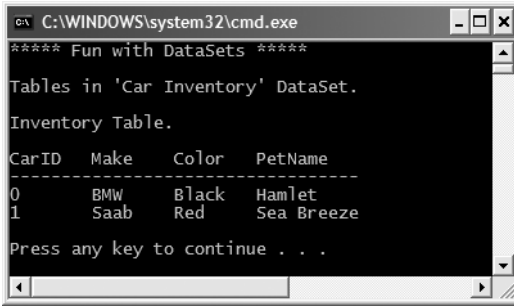 C:\WINDOWS\system32\cmd.exe
***** Fun with DataSets *****
Tables in 'Car Inventory' DataSet.
Inventory Table.
CarID Make Color PetName
----------------------------------
0 BMW Black Hamlet
1 Saab Red Sea Breeze
Press any key to continue . . .